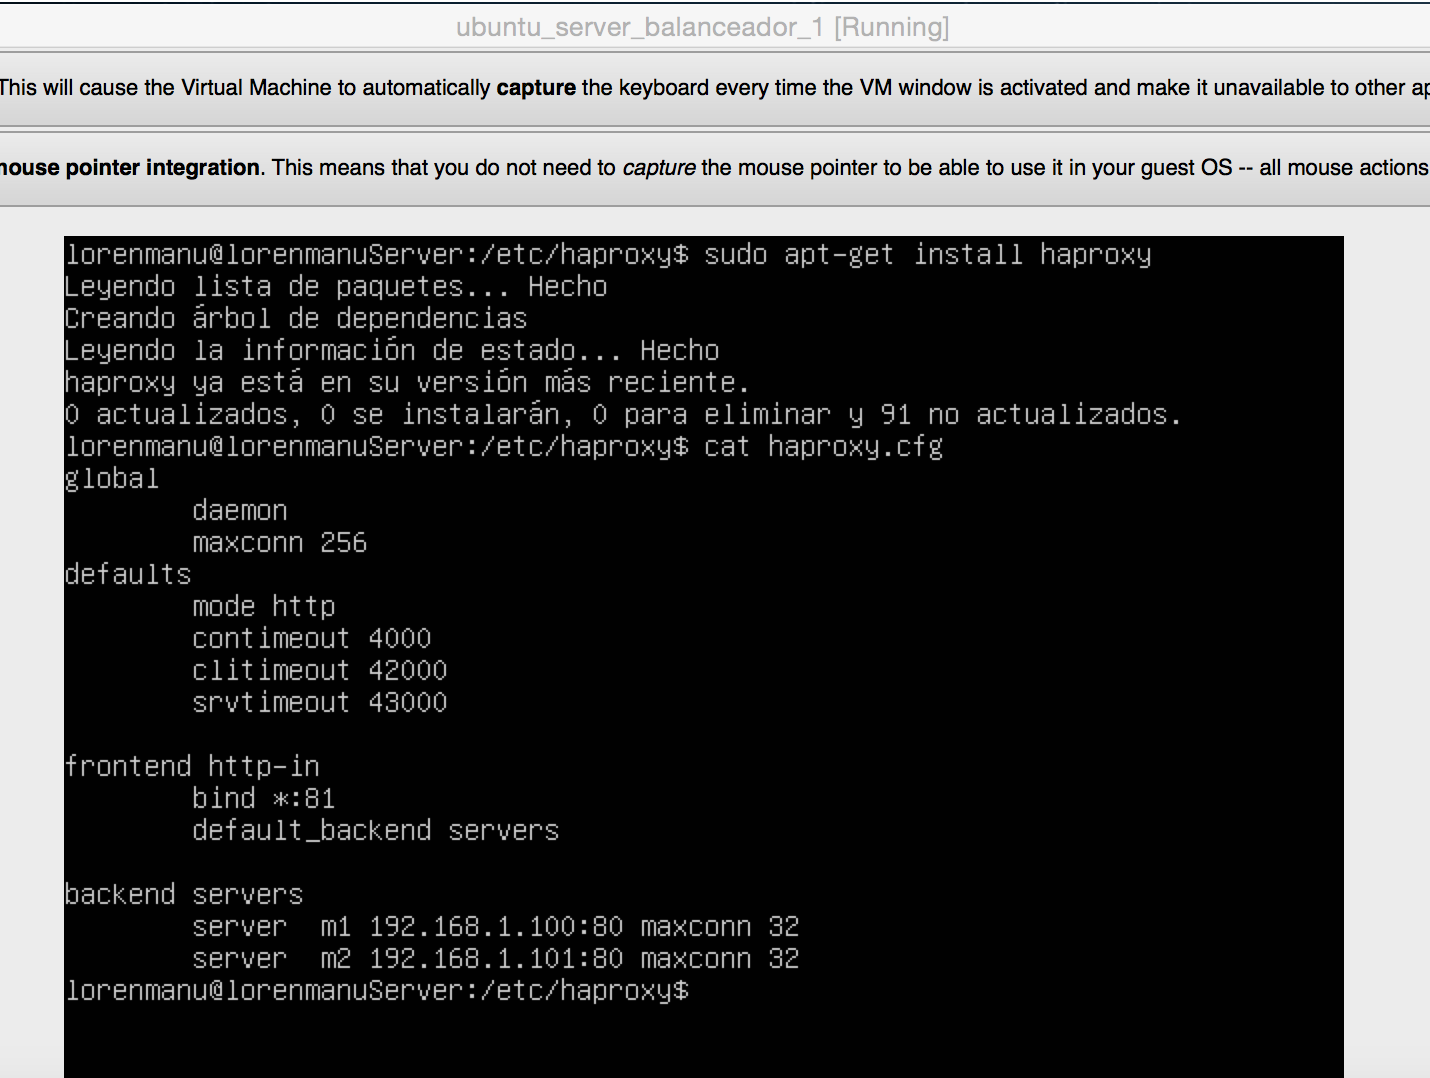 ubuntu_server_balanceador_1 [Running]
This will cause the Virtual Machine to automatically capture the keyboard every time the VM window is activated and make it unavailable to other
mouse pointer integration. This means that you do not need to capture the mouse pointer to be able to use it in your guest OS -- all mouse actions
lorenmanu@lorenmanuServer:/etc/haproxy$ sudo apt-get install haproxy
Leyendo lista de paquetes... Hecho
Creando árbol de dependencias
Leyendo la información de estado... Hecho
haproxy ya está en su versión más reciente.
0 actualizados, 0 se instalarán, 0 para eliminar y 91 no actualizados.
lorenmanu@lorenmanuServer:/etc/haproxy$ cat haproxy.cfg
global
daemon
maxconn 256
defaults
mode http
contimeout 4000
clitimeout 42000
srvtimeout 43000
frontend http-in
bind *:81
default_backend servers
backend servers
server m1 192.168.1.100:80 maxconn 32
server m2 192.168.1.101:80 maxconn 32
lorenmanu@lorenmanuServer:/etc/haproxy$